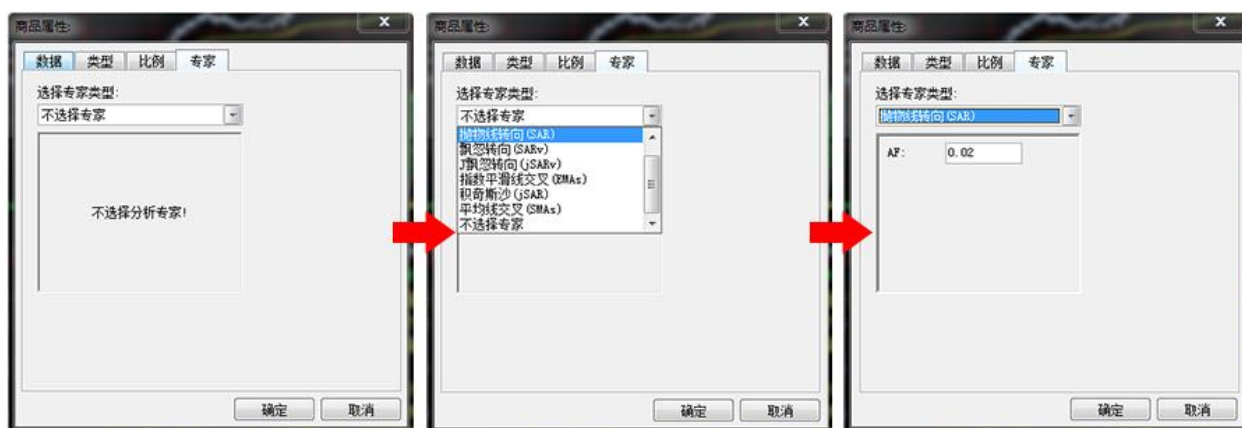 商品属性:
数据 类型 比例 专家
选择专家类型:
不选择专家
不选择分析专家!
确定 取消
商品属性:
数据 类型 比例 专家
选择专家类型:
不选择专家
抛物线转向(SAR)
飘忽转向(SARv)
J飘忽转向(jSARv)
指数平滑线交叉(EMAs)
积奇斯沙(jSAR)
平均线交叉(SMAs)
不选择专家
确定 取消
商品属性:
数据 类型 比例 专家
选择专家类型:
抛物线转向(SAR)
AF: 0.02
确定 取消